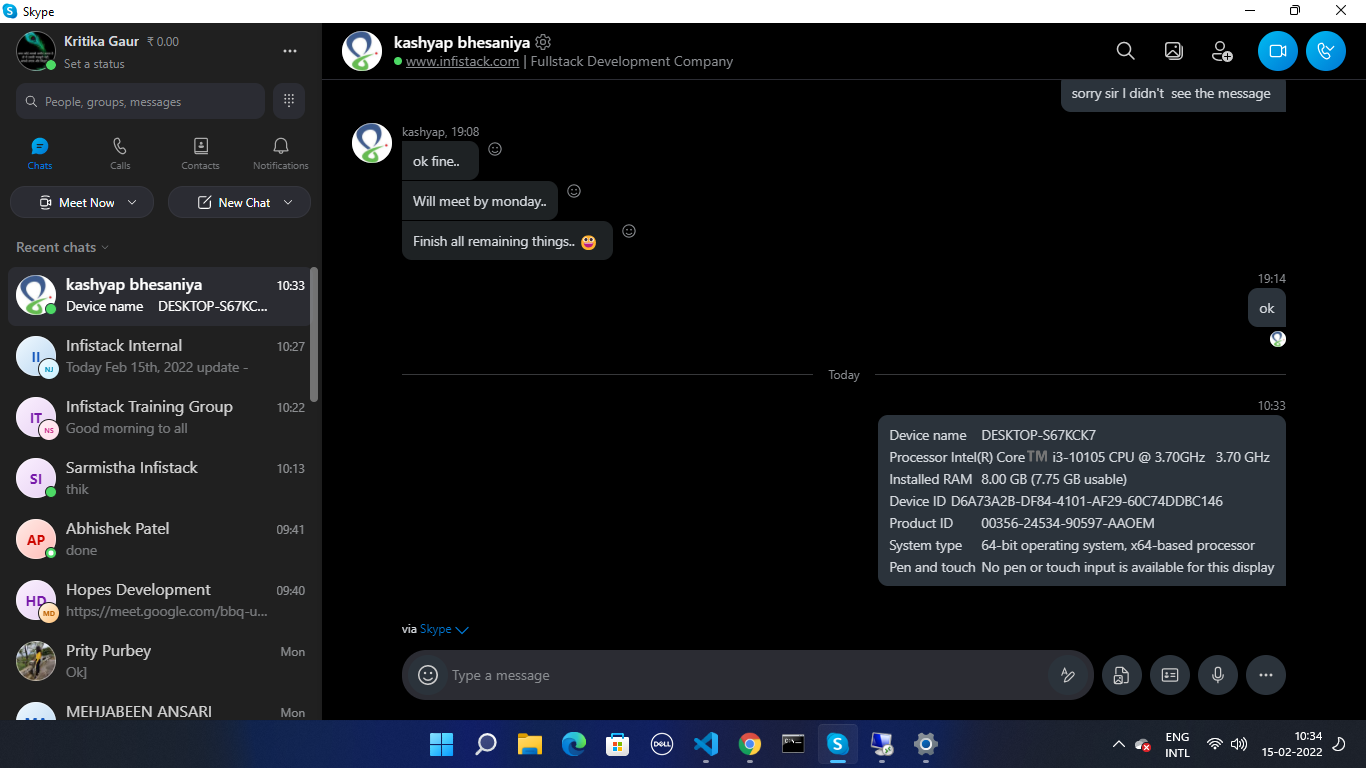 Skype
Kritika Gaur ₹ 0.00
Set a status
People, groups, messages
Chats
Calls
Contacts
Notifications
Meet Now
New Chat
Recent chats
kashyap bhesaniya 10:33
Device name DESKTOP-S67KC...
II
NJ
Infistack Internal 10:27
Today Feb 15th, 2022 update -
IT
NS
Infistack Training Group 10:22
Good morning to all
SI
Sarmistha Infistack 10:13
thik
AP
Abhishek Patel 09:41
done
HD
MD
Hopes Development 09:40
https://meet.google.com/bbq-u...
Prity Purbey Mon
Ok]
MEHJABEEN ANSARI Mon
kashyap bhesaniya
www.infistack.com | Fullstack Development Company
sorry sir I didn't see the message
kashyap, 19:08
ok fine..
Will meet by monday..
Finish all remaining things..
19:14
ok
Today
10:33
Device name DESKTOP-S67KCK7
Processor Intel(R) Core™️ i3-10105 CPU @ 3.70GHz 3.70 GHz
Installed RAM 8.00 GB (7.75 GB usable)
Device ID D6A73A2B-DF84-4101-AF29-60C74DDBC146
Product ID 00356-24534-90597-AAOEM
System type 64-bit operating system, x64-based processor
Pen and touch No pen or touch input is available for this display
via Skype
Type a message
DELL
ENG
INTL
10:34
15-02-2022